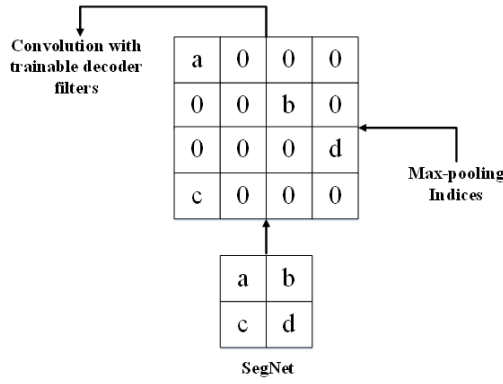 Convolution with
trainable decoder
filters
a 0 0 0
0 0 b 0
0 0 0 d
c 0 0 0
Max-pooling
Indices
a b
c d
SegNet